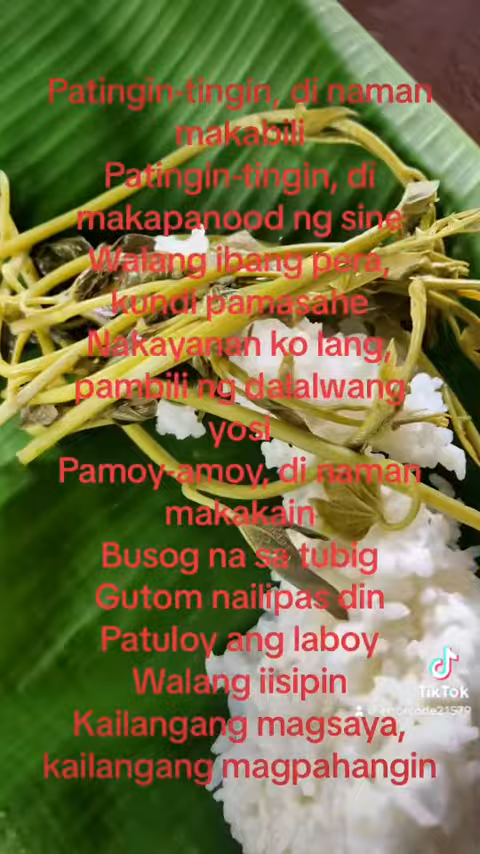 Patingin-tingin, di naman
makabili
Patingin-tingin, di
makapanood ng sine
Walang ibang pera,
kundi pamasahe
Nakayanan ko lang,
pambili ng dalalwang
yosi
Pamoy-amoy, di naman
makakain
Busog na sa tubig
Gutom nailipas din
Patuloy ang laboy
Walang iisipin
Kailangang magsaya,
kailangang magpahangin
TikTok